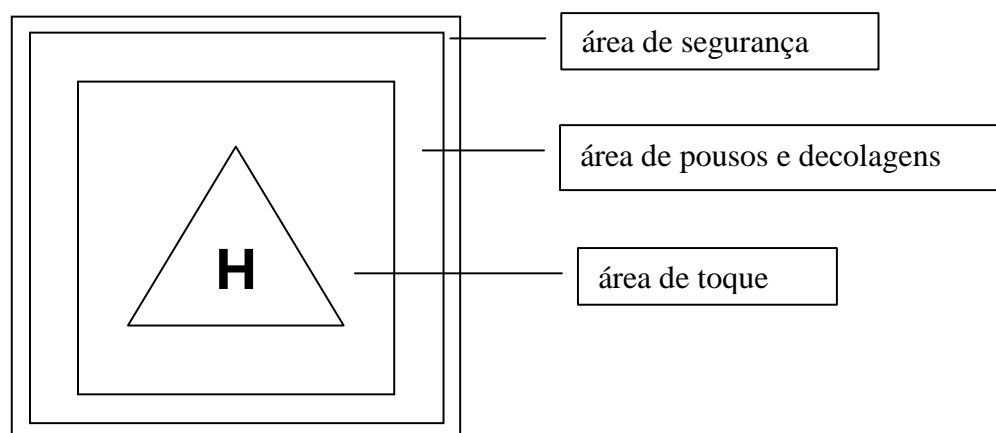 área de segurança
área de pousos e decolagens
H
área de toque